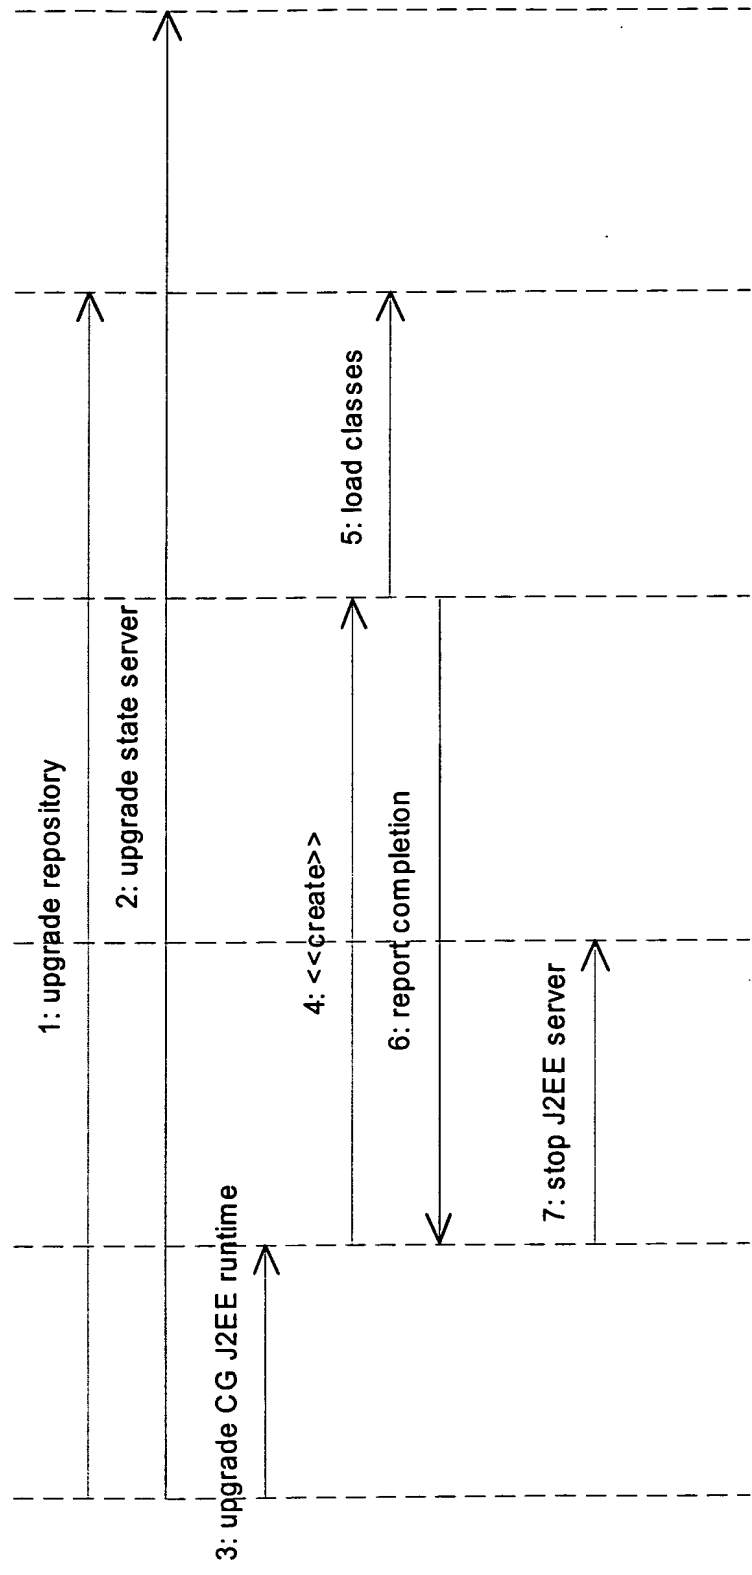 1: upgrade repository
2: upgrade state server
3: upgrade CG J2EE runtime
4: <<create>>
5: load classes
6: report completion
7: stop J2EE server